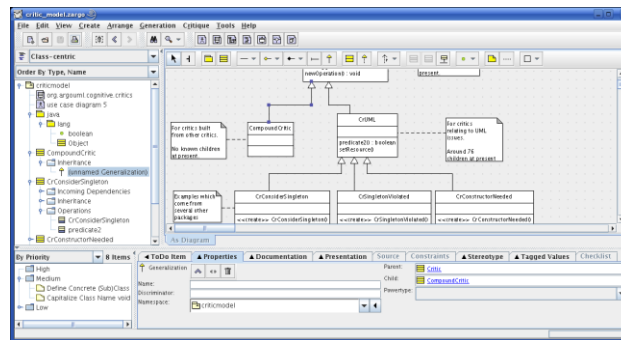 critic_model.zargo
File Edit View Create Arrange Generation Critique Tools Help
Class-centric
Order By Type, Name
criticmodel
org.argouml.cognitive.critics
use case diagram 5
java
lang
boolean
Object
CompoundCritic
Inheritance
(unnamed Generalization)
CrConsiderSingleton
Incoming Dependencies
Inheritance
Operations
CrConsiderSingleton
predicate2
CrConstructorNeeded
newOperation() : void
present.
For critics built
from other critics.
No known children
at present
CompoundCritic
CrUML
predicate2() : boolean
setResource()
For critics
relating to UML
issues.
Around 76
children at present
Examples which
come from
several other
packages
CrConsiderSingleton
<<create>> CrConsiderSingleton()
CrSingletonViolated
<<create>> CrSingletonViolated()
CrConstructorNeeded
<<create>> CrConstructorNeeded()
As Diagram
By Priority 8 Items
High
Medium
Define Concrete (Sub)Class
Capitalize Class Name void
Low
ToDo Item Properties Documentation Presentation Source Constraints Stereotype Tagged Values Checklist
Generalization
Name:
Discriminator:
Namespace: criticmodel
Parent: Critic
Child: CompoundCritic
Powertype: